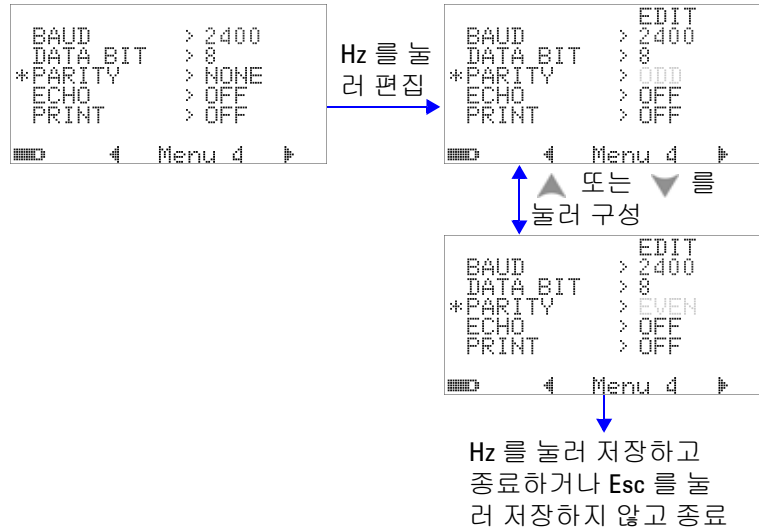 BAUD > 2400
DATA BIT > 8
*PARITY > NONE
ECHO > OFF
PRINT > OFF
Menu 4
Hz 를 눌
러 편집
EDIT
BAUD > 2400
DATA BIT > 8
*PARITY > ODD
ECHO > OFF
PRINT > OFF
Menu 4
또는 를
눌러 구성
EDIT
BAUD > 2400
DATA BIT > 8
*PARITY > EVEN
ECHO > OFF
PRINT > OFF
Menu 4
Hz 를 눌러 저장하고
종료하거나 Esc 를 눌
러 저장하지 않고 종료